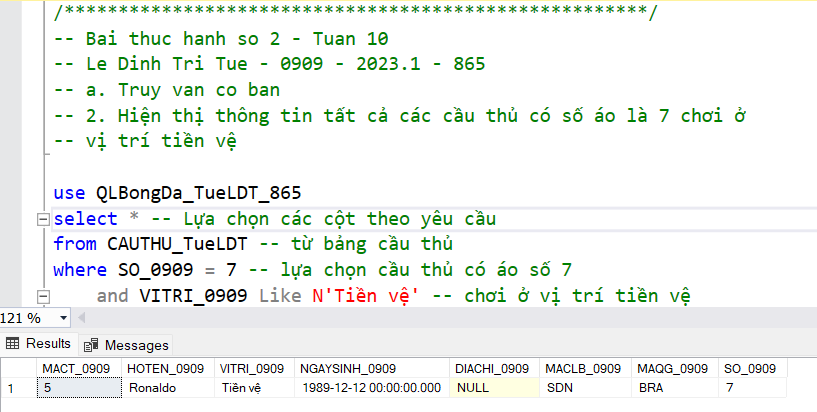 /******************************************************/
-- Bai thuc hanh so 2 - Tuan 10
-- Le Dinh Tri Tue - 0909 - 2023.1 - 865
-- a. Truy van co ban
-- 2. Hiện thị thông tin tất cả các cầu thủ có số áo là 7 chơi ở
-- vị trí tiền vệ
use QLBongDa_TueLDT_865
select * -- Lựa chọn các cột theo yêu cầu
from CAUTHU_TueLDT -- từ bảng cầu thủ
where SO_0909 = 7 -- lựa chọn cầu thủ có áo số 7
and VITRI_0909 Like N'Tiền vệ' -- chơi ở vị trí tiền vệ
121 %
Results Messages
MACT_0909 HOTEN_0909 VITRI_0909 NGAYSINH_0909 DIACHI_0909 MACLB_0909 MAQG_0909 SO_0909
1 5 Ronaldo Tiền vệ 1989-12-12 00:00:00.000 NULL SDN BRA 7